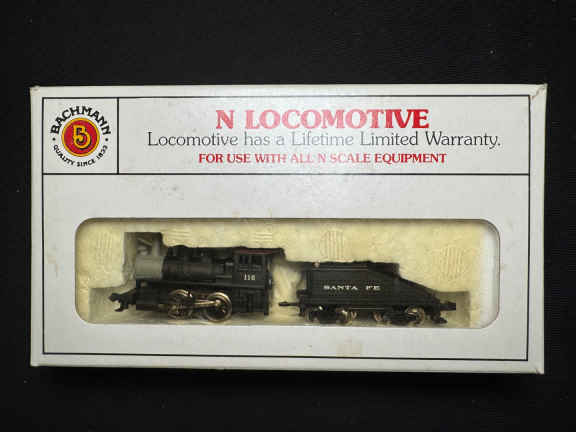 BACHMANN
QUALITY SINCE 1833
N LOCOMOTIVE
Locomotive has a Lifetime Limited Warranty.
FOR USE WITH ALL N SCALE EQUIPMENT
116
SANTA FE